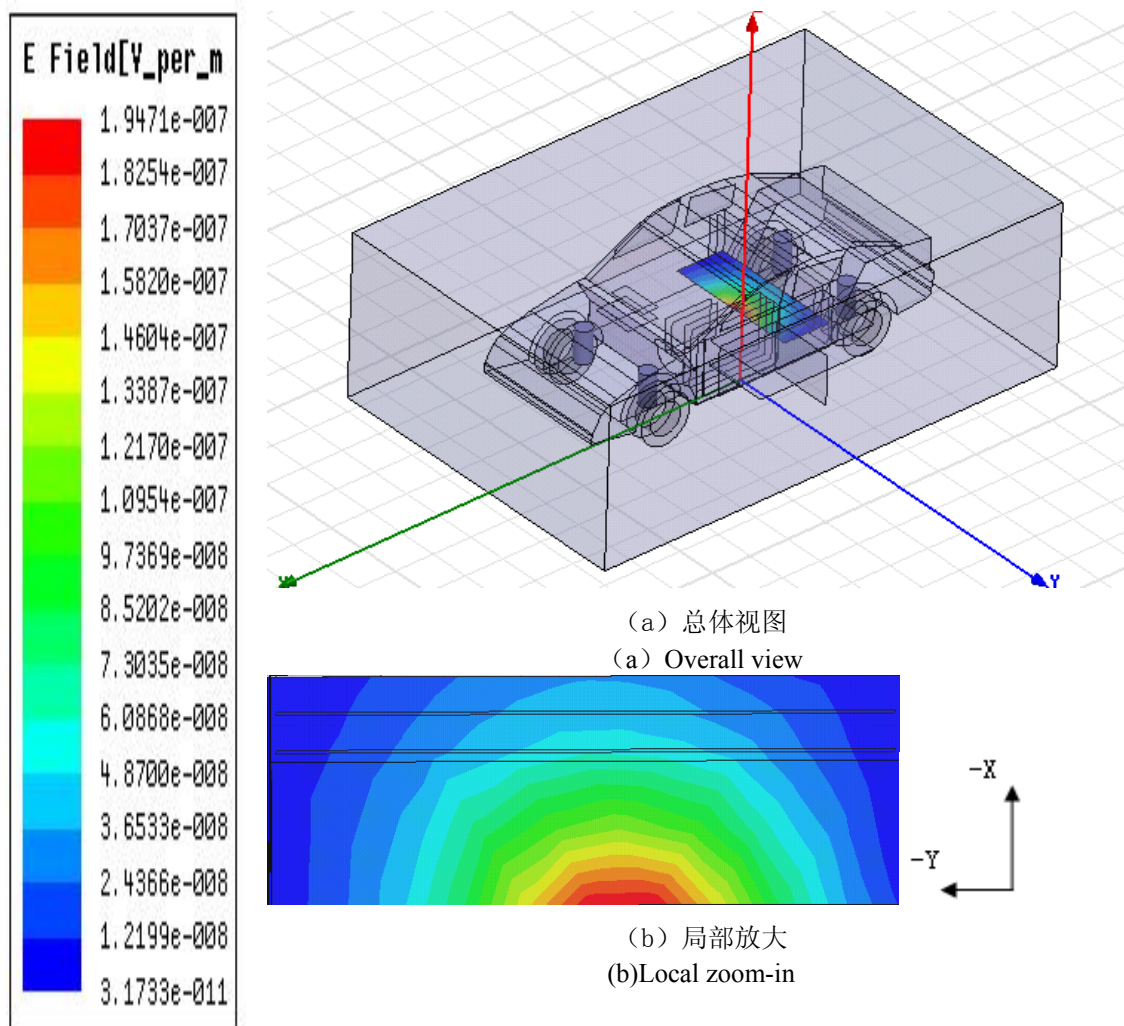 E Field[V_per_m
1.9471e-007
1.8254e-007
1.7037e-007
1.5820e-007
1.4604e-007
1.3387e-007
1.2170e-007
1.0954e-007
9.7369e-008
8.5202e-008
7.3035e-008
6.0868e-008
4.8700e-008
3.6533e-008
2.4366e-008
1.2199e-008
3.1733e-011
Y
(a) 总体视图
(a) Overall view
-X
-Y
(b) 局部放大
(b)Local zoom-in